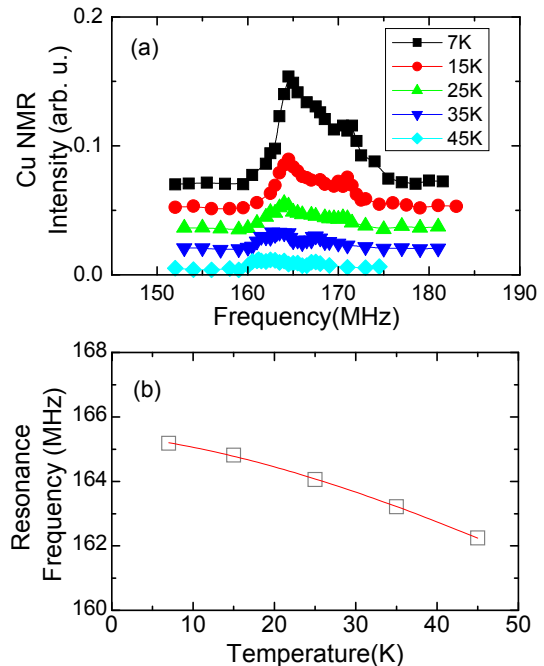 (a)
7K
15K
25K
35K
45K
Cu NMR
Intensity (arb. u.)
0.2
0.1
0.0
150 160 170 180 190
Frequency(MHz)
(b)
Resonance
Frequency (MHz)
168
166
164
162
160
0 10 20 30 40 50
Temperature(K)